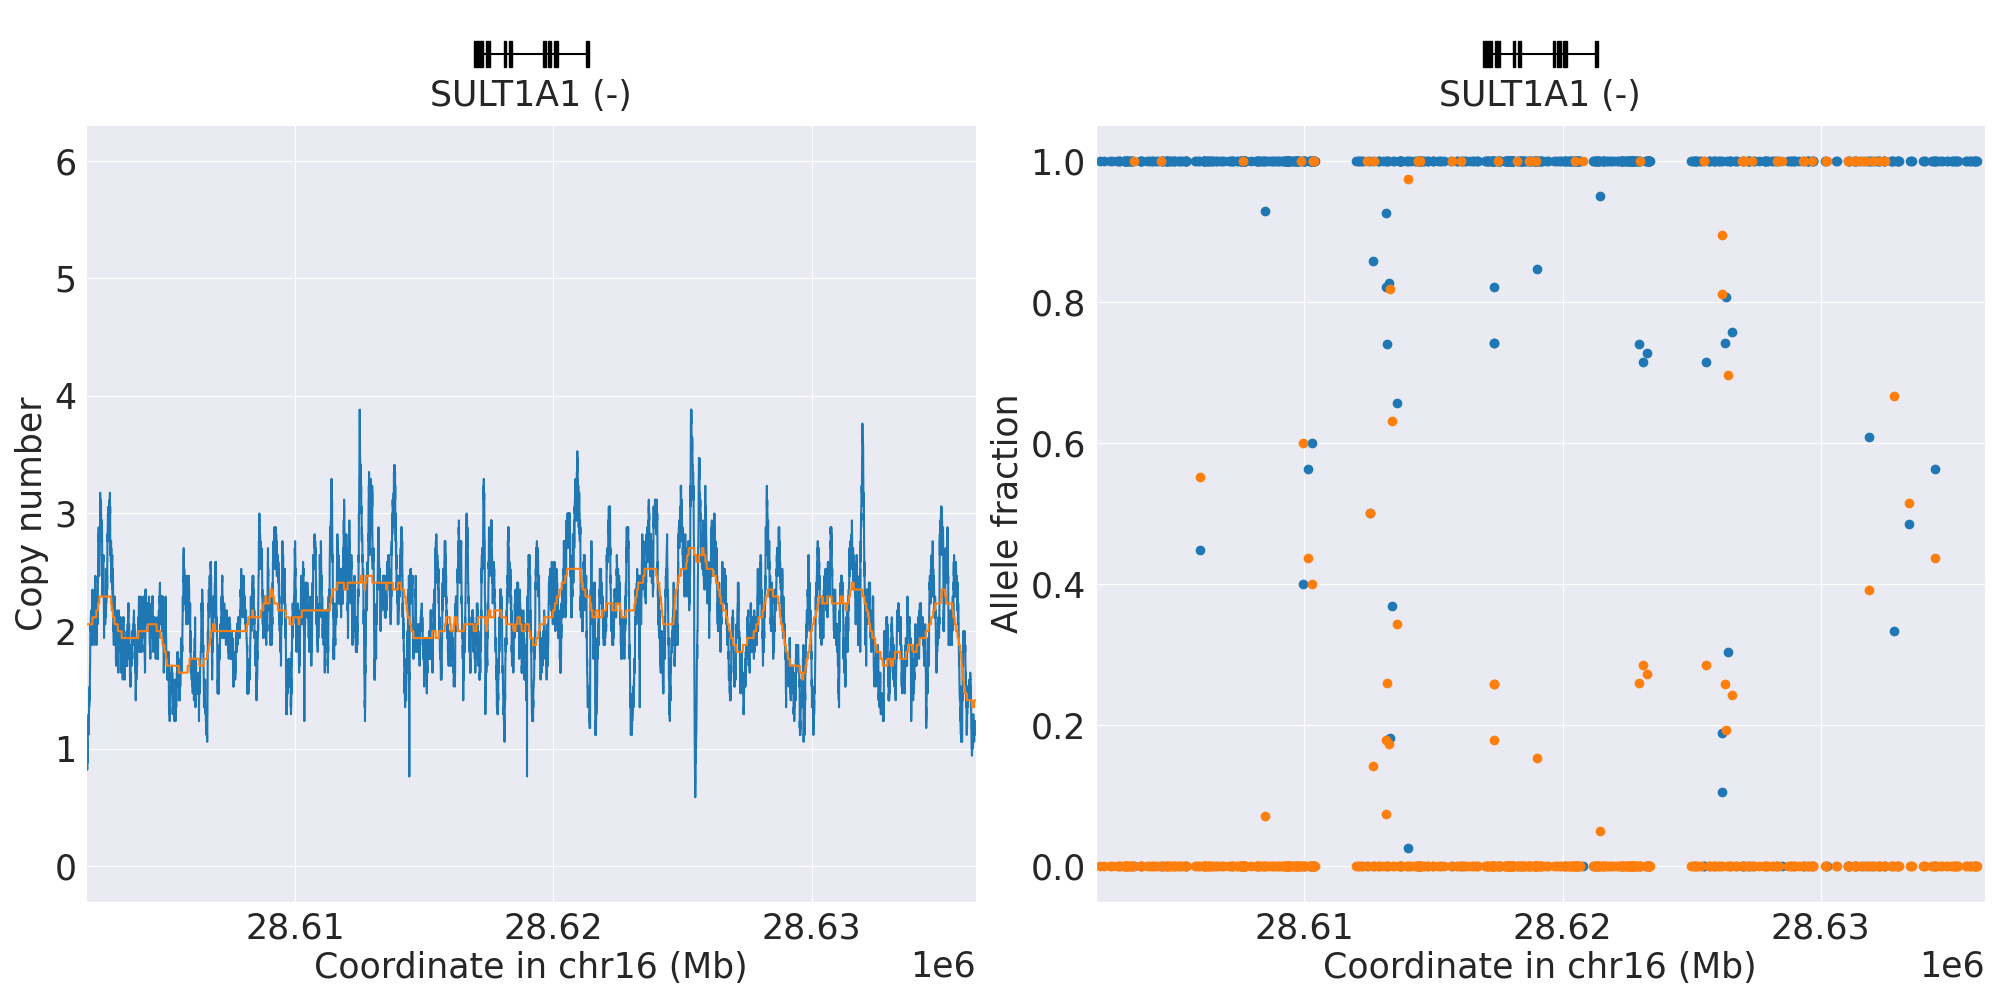 SULT1A1 (-)
6
5
4
3
2
1
0
Copy number
28.61
28.62
28.63
Coordinate in chr16 (Mb)
1e6
SULT1A1 (-)
1.0
0.8
0.6
0.4
0.2
0.0
Allele fraction
28.61
28.62
28.63
Coordinate in chr16 (Mb)
1e6